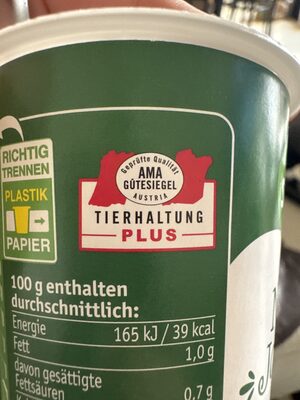 RICHTIG
TRENNEN
PLASTIK
PAPIER
Geprüfte Qualität
AMA
GÜTESIEGEL
AUSTRIA
TIERHALTUNG
PLUS
100 g enthalten
durchschnittlich:
Energie 165 kJ / 39 kcal
Fett 1,0 g
davon gesättigte
Fettsäuren 0,7 g